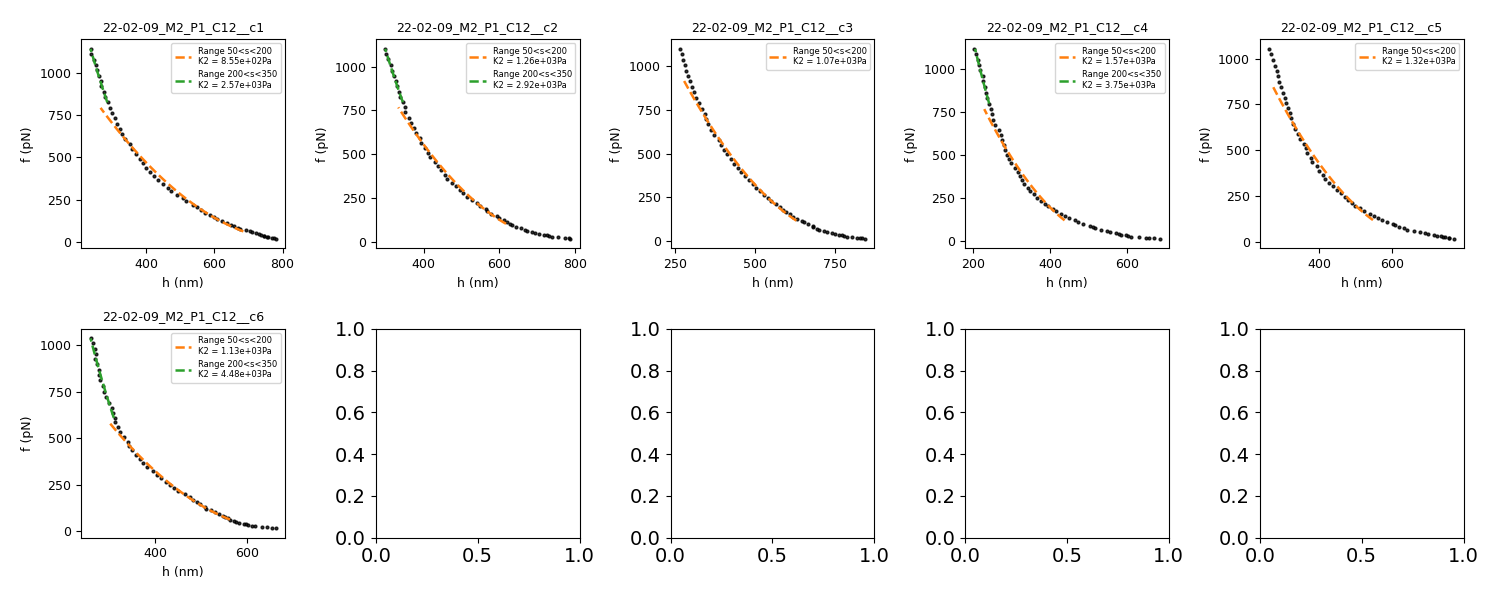 22-02-09_M2_P1_C12__c1
Range 50<s<200
K2 = 8.55e+02Pa
Range 200<s<350
K2 = 2.57e+03Pa
1000
750
500
250
0
f (pN)
400
600
800
h (nm)
22-02-09_M2_P1_C12__c2
Range 50<s<200
K2 = 1.26e+03Pa
Range 200<s<350
K2 = 2.92e+03Pa
1000
750
500
250
0
f (pN)
400
600
800
h (nm)
22-02-09_M2_P1_C12__c3
Range 50<s<200
K2 = 1.07e+03Pa
1000
750
500
250
0
f (pN)
250
500
750
h (nm)
22-02-09_M2_P1_C12__c4
Range 50<s<200
K2 = 1.57e+03Pa
Range 200<s<350
K2 = 3.75e+03Pa
1000
750
500
250
0
f (pN)
200
400
600
h (nm)
22-02-09_M2_P1_C12__c5
Range 50<s<200
K2 = 1.32e+03Pa
1000
750
500
250
0
f (pN)
400
600
h (nm)
22-02-09_M2_P1_C12__c6
Range 50<s<200
K2 = 1.13e+03Pa
Range 200<s<350
K2 = 4.48e+03Pa
1000
750
500
250
0
f (pN)
400
600
h (nm)
1.0
0.8
0.6
0.4
0.2
0.0
0.0
0.5
1.0
1.0
0.8
0.6
0.4
0.2
0.0
0.0
0.5
1.0
1.0
0.8
0.6
0.4
0.2
0.0
0.0
0.5
1.0
1.0
0.8
0.6
0.4
0.2
0.0
0.0
0.5
1.0